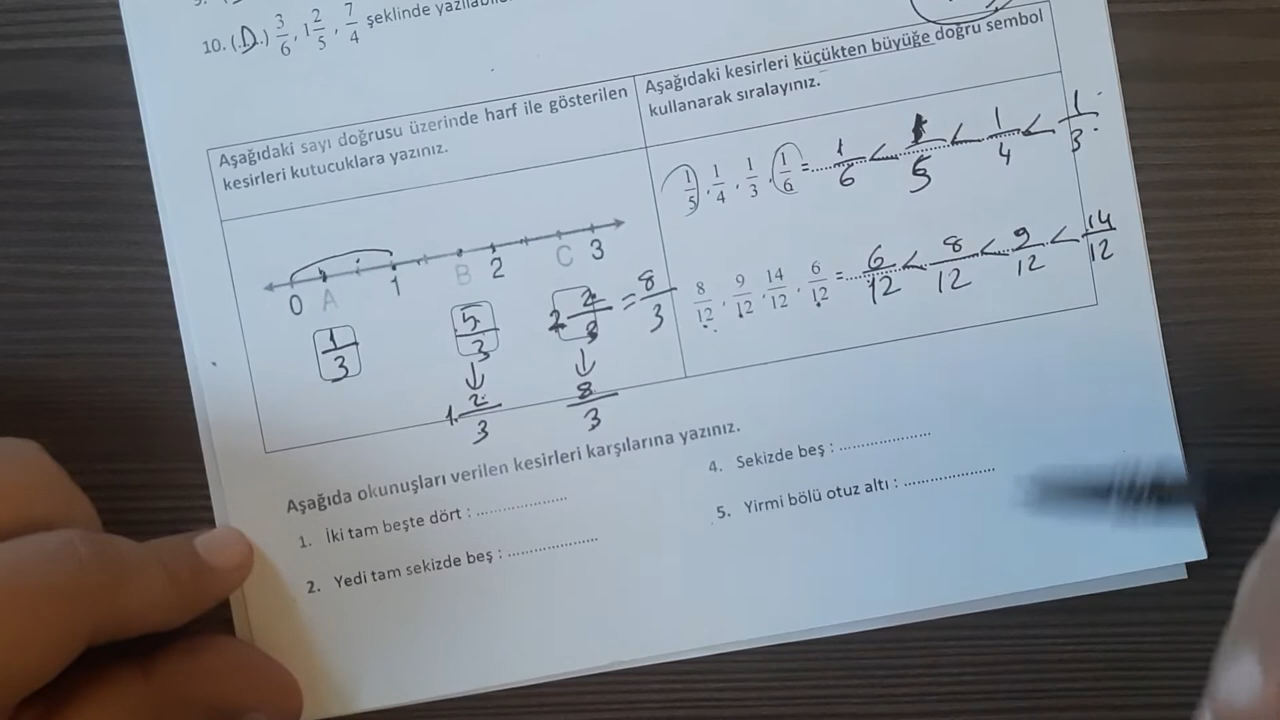 10. (.D.) 3/6, 1 2/5, 7/4 şeklinde
Aşağıdaki sayı doğrusu üzerinde harf ile gösterilen
kesirleri kutucuklara yazınız.
0 A 1 B 2 C 3
1/3 5/3 2 2/3 = 8/3
1 2/3 8/3
Aşağıdaki kesirleri küçükten büyüğe doğru sembol
kullanarak sıralayınız.
1/5, 1/4, 1/3, 1/6 =..... 1/6 < 1/5 < 1/4 < 1/3
8/12, 9/12, 14/12, 6/12 =..... 6/12 < 8/12 < 9/12 < 14/12
Aşağıda okunuşları verilen kesirleri karşılarına yazınız.
1. İki tam beşte dört : ....................
2. Yedi tam sekizde beş : ....................
4. Sekizde beş : ....................
5. Yirmi bölü otuz altı : ....................